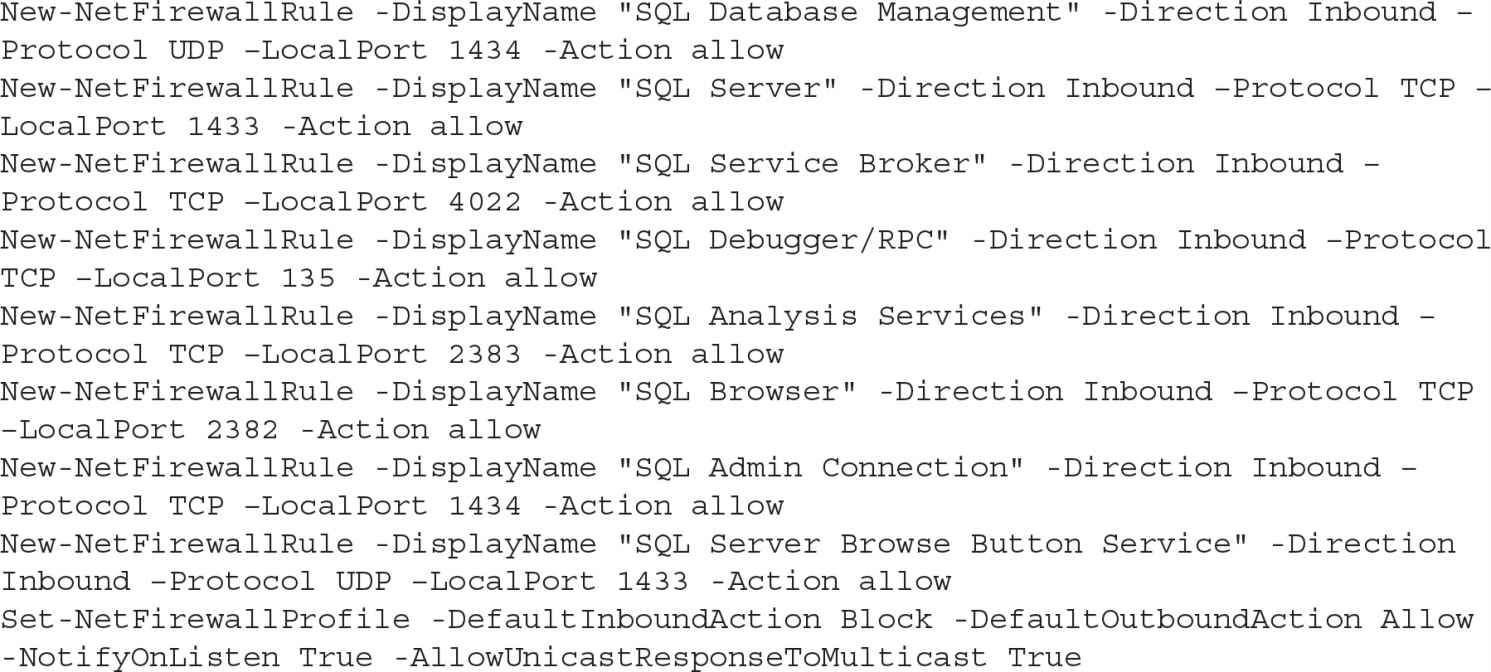 New-NetFirewallRule -DisplayName "SQL Database Management" -Direction Inbound –
Protocol UDP –LocalPort 1434 -Action allow
New-NetFirewallRule -DisplayName "SQL Server" -Direction Inbound –Protocol TCP –
LocalPort 1433 -Action allow
New-NetFirewallRule -DisplayName "SQL Service Broker" -Direction Inbound –
Protocol TCP –LocalPort 4022 -Action allow
New-NetFirewallRule -DisplayName "SQL Debugger/RPC" -Direction Inbound –Protocol
TCP –LocalPort 135 -Action allow
New-NetFirewallRule -DisplayName "SQL Analysis Services" -Direction Inbound –
Protocol TCP –LocalPort 2383 -Action allow
New-NetFirewallRule -DisplayName "SQL Browser" -Direction Inbound –Protocol TCP
–LocalPort 2382 -Action allow
New-NetFirewallRule -DisplayName "SQL Admin Connection" -Direction Inbound –
Protocol TCP –LocalPort 1434 -Action allow
New-NetFirewallRule -DisplayName "SQL Server Browse Button Service" -Direction
Inbound –Protocol UDP –LocalPort 1433 -Action allow
Set-NetFirewallProfile -DefaultInboundAction Block -DefaultOutboundAction Allow
-NotifyOnListen True -AllowUnicastResponseToMulticast True